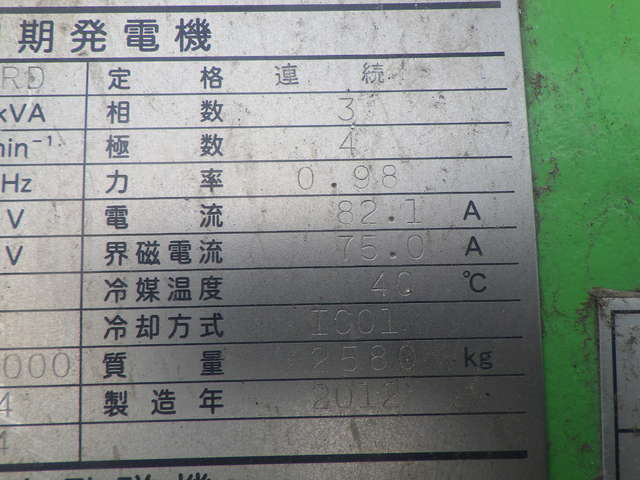 期発電機
RD 定格 連続
kVA 相数 3
min⁻¹ 極数 4
Hz 力率 0.98
V 電流 82.1 A
V 界磁電流 75.0 A
冷媒温度 40 ℃
冷却方式 IC01
000 質量 2580 kg
4 製造年 2012
4